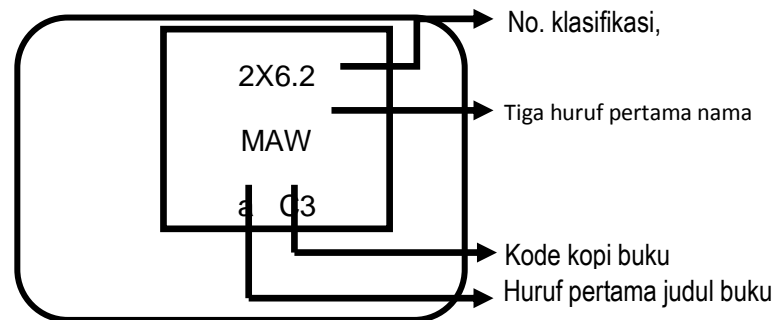 No. klasifikasi,
2X6.2
Tiga huruf pertama nama
MAW
a C3
Kode kopi buku
Huruf pertama judul buku